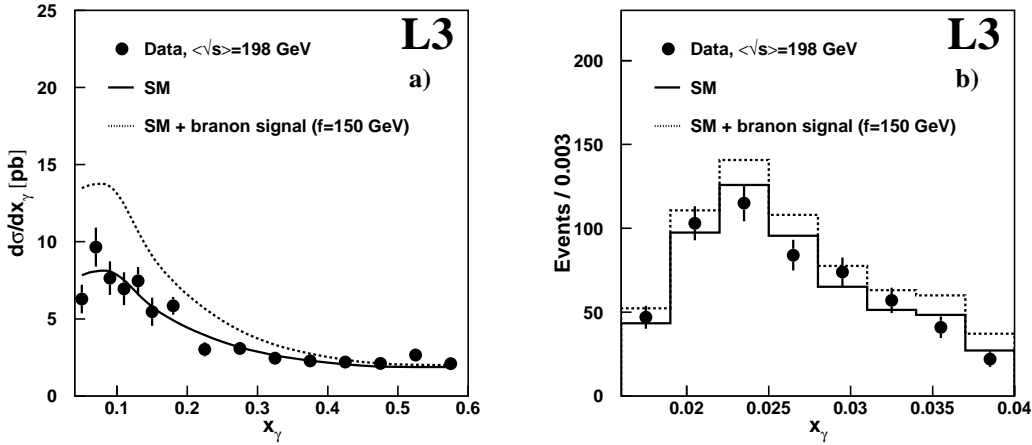 L3
a)
Data, <√s>=198 GeV
SM
SM + branon signal (f=150 GeV)
dσ/dxγ [pb]
25
20
15
10
5
0
0.1 0.2 0.3 0.4 0.5 0.6
xγ
L3
b)
Data, <√s>=198 GeV
SM
SM + branon signal (f=150 GeV)
Events / 0.003
200
150
100
50
0
0.02 0.025 0.03 0.035 0.04
xγ